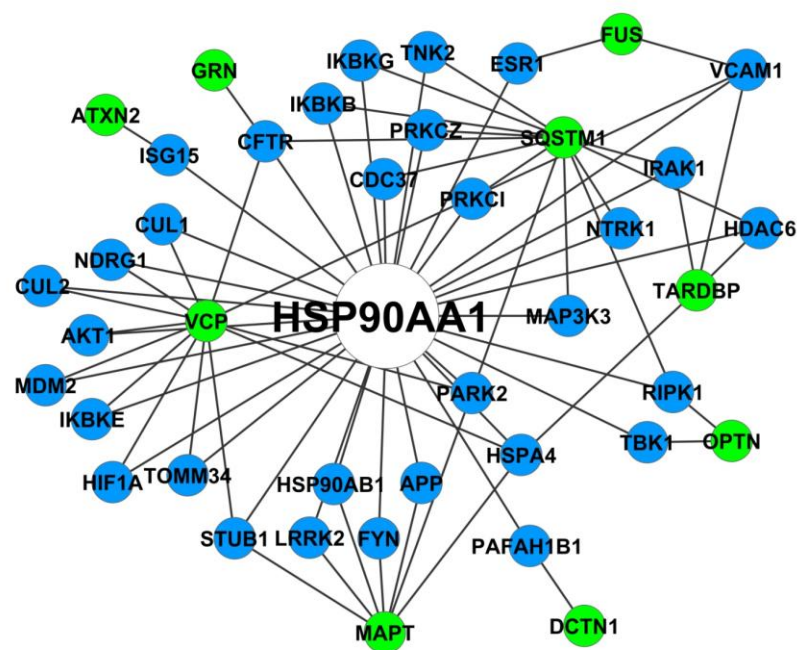 FUS
TNK2
IKBKG
ESR1
GRN
VCAM1
IKBKB
ATXN2
PRKCZ
SQSTM1
CFTR
ISG15
IRAK1
CDC37
PRKCI
CUL1
NTRK1
HDAC6
NDRG1
CUL2
TARDBP
VCP
HSP90AA1
MAP3K3
AKT1
MDM2
PARK2
RIPK1
IKBKE
TBK1
OPTN
HSPA4
HIF1A
TOMM34
HSP90AB1
APP
STUB1
LRRK2
FYN
PAFAH1B1
MAPT
DCTN1